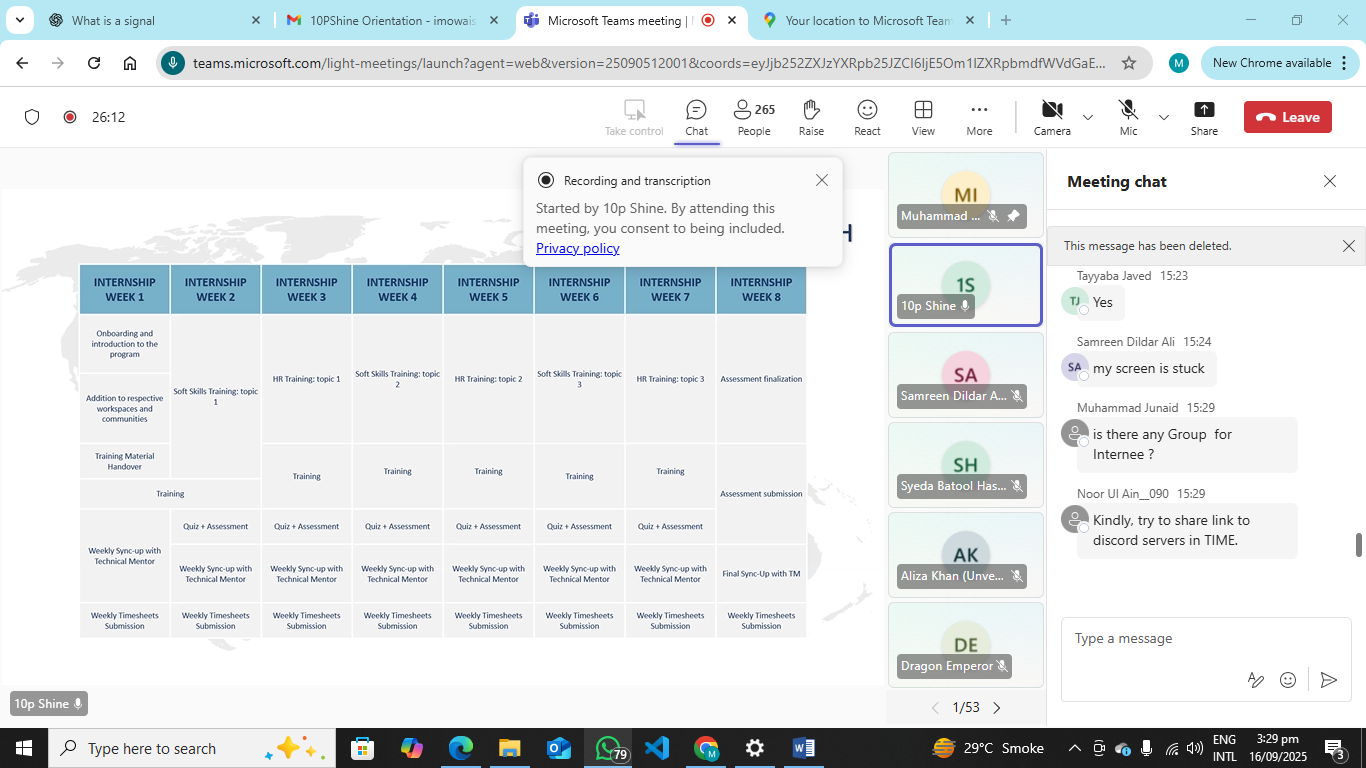 What is a signal
10PShine Orientation - imowais
Microsoft Teams meeting |
Your location to Microsoft Team
teams.microsoft.com/light-meetings/launch?agent=web&version=25090512001&coords=eyJjb252ZXJzYXRpb25JZCI6IjE5Om1lZXRpbmdfWVdGaE...
M
New Chrome available
26:12
Take control
Chat
265
People
Raise
React
View
More
Camera
Mic
Share
Leave
Recording and transcription
Started by 10p Shine. By attending this
meeting, you consent to being included.
Privacy policy
H
INTERNSHIP WEEK 1
INTERNSHIP WEEK 2
INTERNSHIP WEEK 3
INTERNSHIP WEEK 4
INTERNSHIP WEEK 5
INTERNSHIP WEEK 6
INTERNSHIP WEEK 7
INTERNSHIP WEEK 8
Onboarding and
introduction to the
program
Addition to respective
workspaces and
communities
Soft Skills Training: topic
1
HR Training: topic 1
Soft Skills Training: topic
2
HR Training: topic 2
Soft Skills Training: topic
3
HR Training: topic 3
Assessment finalization
Training Material
Handover
Training
Training
Training
Training
Training
Training
Assessment submission
Quiz + Assessment
Quiz + Assessment
Quiz + Assessment
Quiz + Assessment
Quiz + Assessment
Quiz + Assessment
Weekly Sync-up with
Technical Mentor
Weekly Sync-up with
Technical Mentor
Weekly Sync-up with
Technical Mentor
Weekly Sync-up with
Technical Mentor
Weekly Sync-up with
Technical Mentor
Weekly Sync-up with
Technical Mentor
Weekly Sync-up with
Technical Mentor
Final Sync-Up with TM
Weekly Timesheets
Submission
Weekly Timesheets
Submission
Weekly Timesheets
Submission
Weekly Timesheets
Submission
Weekly Timesheets
Submission
Weekly Timesheets
Submission
Weekly Timesheets
Submission
Weekly Timesheets
Submission
10p Shine
MI
Muhammad ...
1S
10p Shine
SA
Samreen Dildar A...
SH
Syeda Batool Has...
AK
Aliza Khan (Unve...
DE
Dragon Emperor
1/53
Meeting chat
This message has been deleted.
Tayyaba Javed 15:23
TJ
Yes
Samreen Dildar Ali 15:24
SA
my screen is stuck
Muhammad Junaid 15:29
is there any Group for
Internee ?
Noor Ul Ain__090 15:29
Kindly, try to share link to
discord servers in TIME.
Type a message
Type here to search
79
29°C Smoke
ENG
INTL
3:29 pm
16/09/2025
3